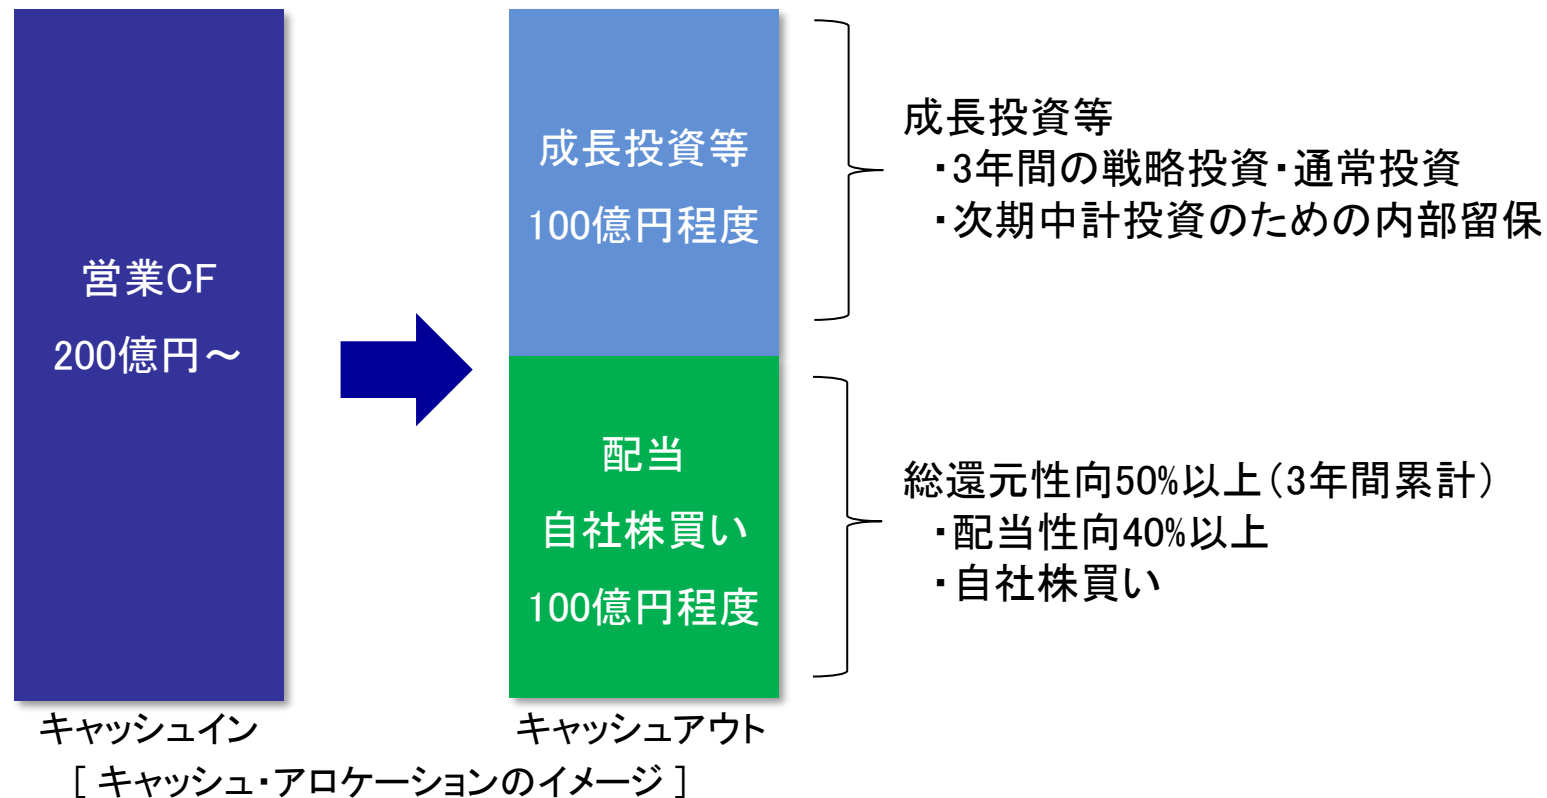 営業CF
200億円～
成長投資等
100億円程度
配当
自社株買い
100億円程度
成長投資等
・3年間の戦略投資・通常投資
・次期中計投資のための内部留保
総還元性向50%以上（3年間累計）
・配当性向40%以上
・自社株買い
キャッシュイン
キャッシュアウト
［ キャッシュ・アロケーションのイメージ ］